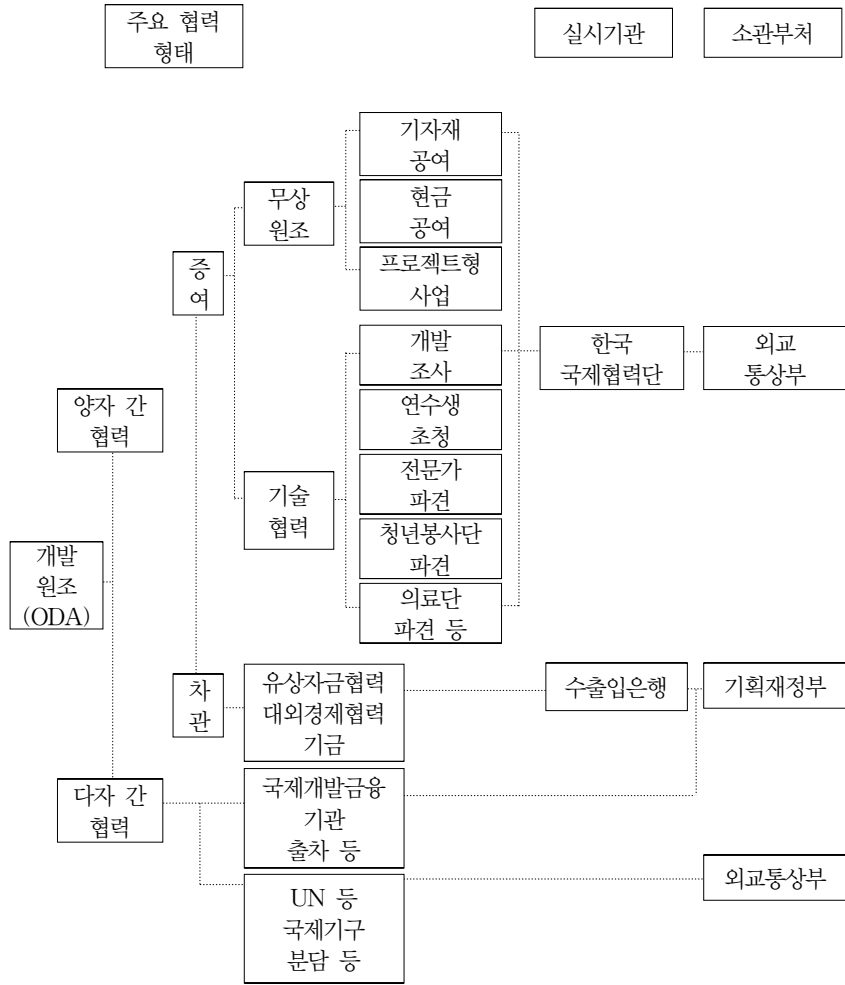 주요 협력
형태
실시기관
소관부처
기자재
공여
무상
원조
현금
공여
증
여
프로젝트형
사업
개발
조사
한국
국제협력단
외교
통상부
양자 간
협력
연수생
초청
전문가
파견
기술
협력
청년봉사단
파견
개발
원조
(ODA)
의료단
파견 등
차
관
유상자금협력
대외경제협력
기금
수출입은행
기획재정부
다자 간
협력
국제개발금융
기관
출차 등
외교통상부
UN 등
국제기구
분담 등